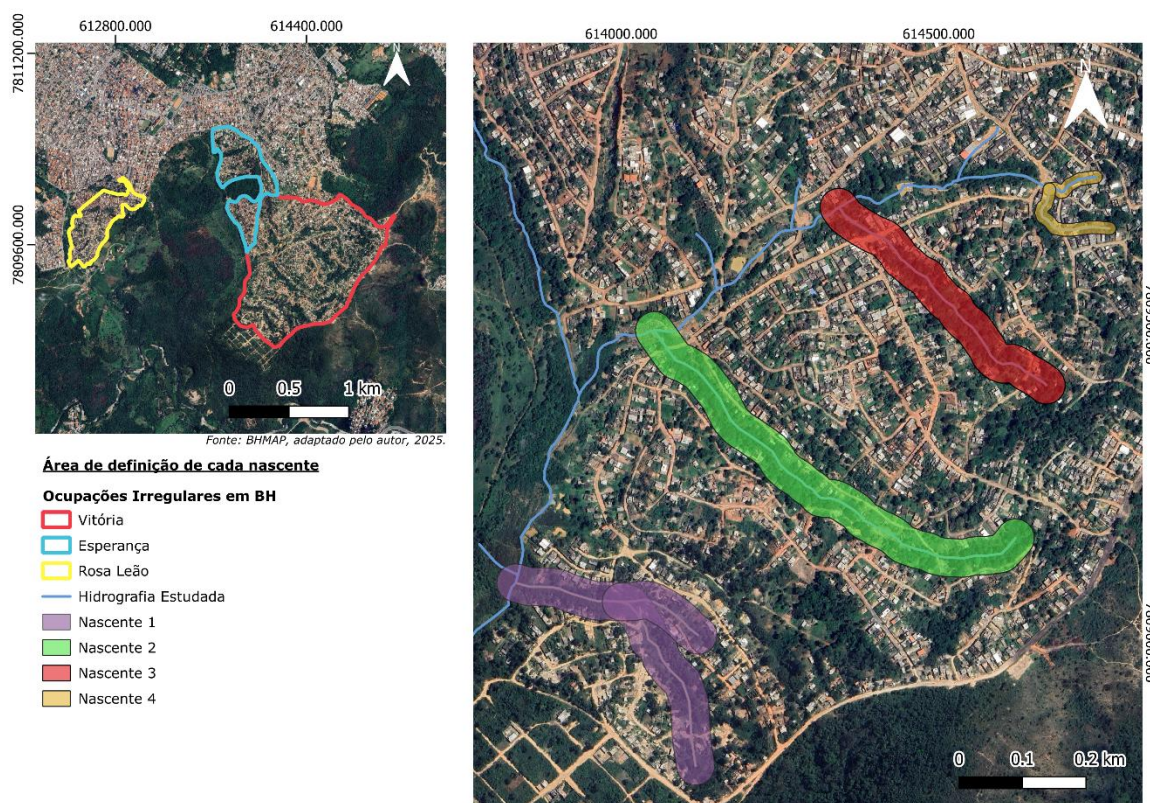 612800.000 614400.000
7811200.000
7809600.000
N
0 0.5 1 km
Fonte: BHMAP, adaptado pelo autor, 2025.
Área de definição de cada nascente
Ocupações Irregulares em BH
Vitória
Esperança
Rosa Leão
Hidrografia Estudada
Nascente 1
Nascente 2
Nascente 3
Nascente 4
614000.000 614500.000
N
0 0.1 0.2 km